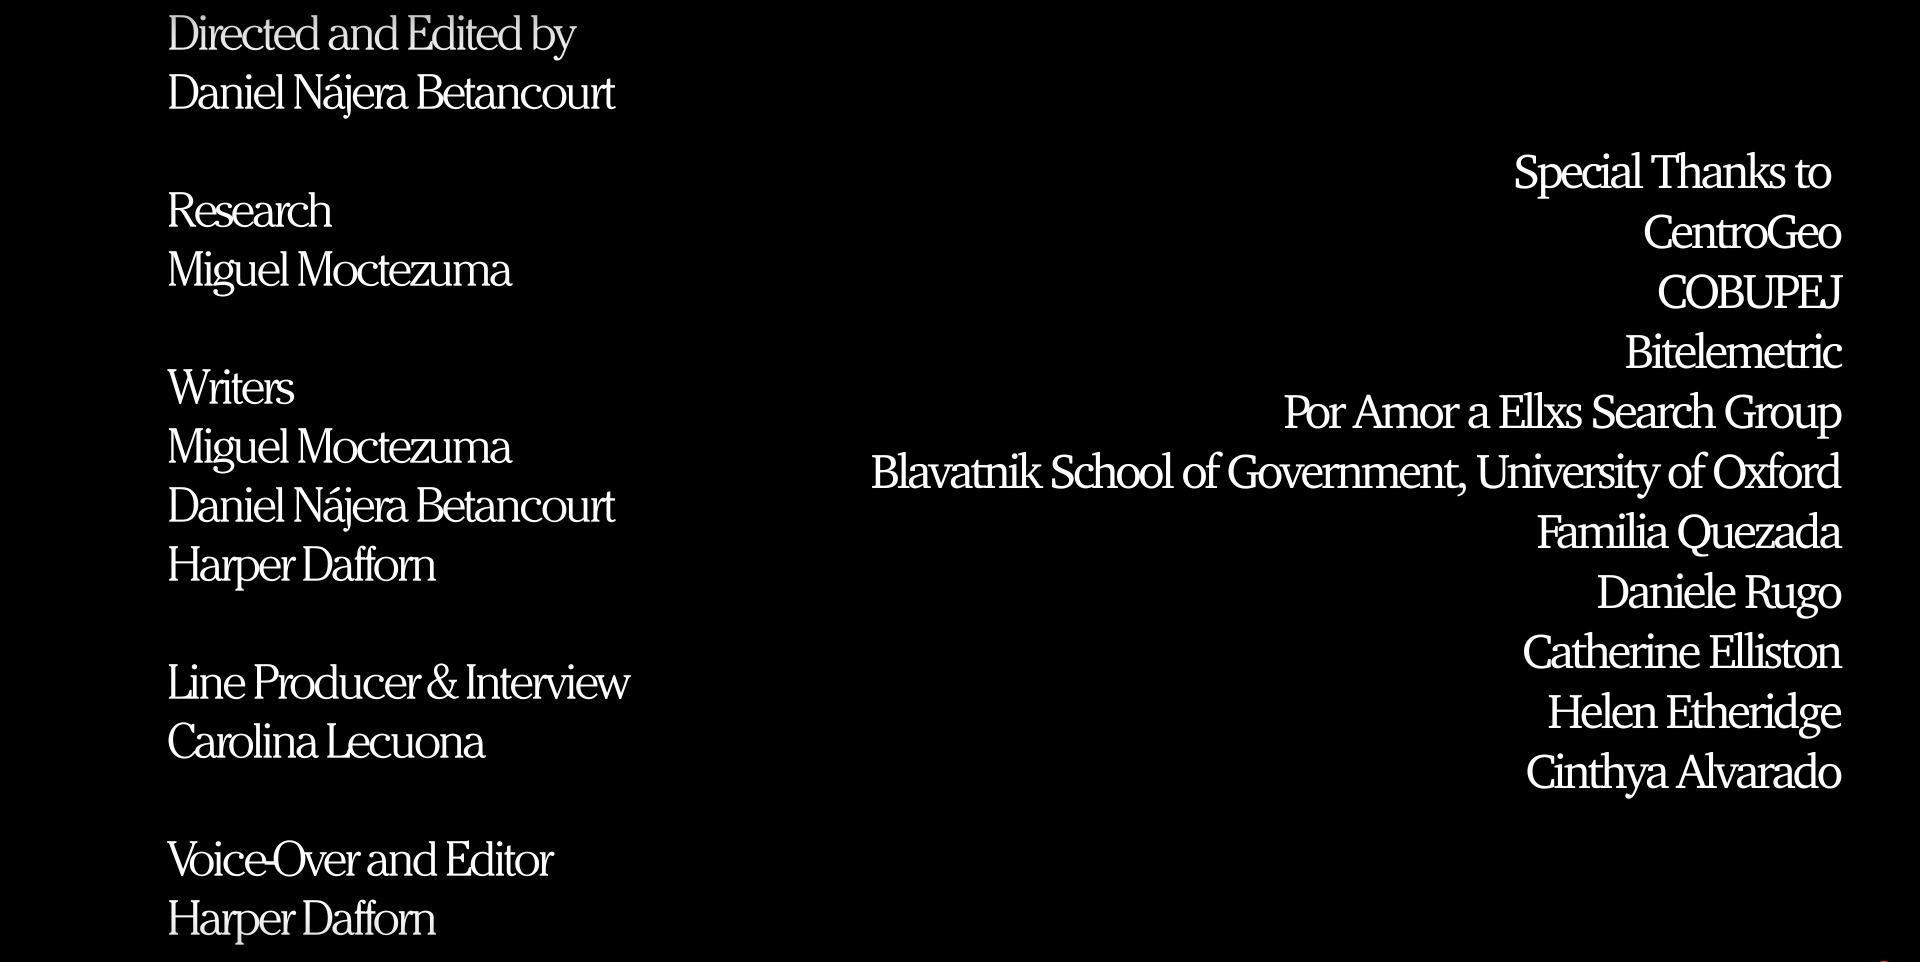 Directed and Edited by
Daniel Nájera Betancourt
Research
Miguel Moctezuma
Writers
Miguel Moctezuma
Daniel Nájera Betancourt
Harper Dafforn
Line Producer & Interview
Carolina Lecuona
Voice-Over and Editor
Harper Dafforn
Special Thanks to
CentroGeo
COBUPEJ
Bitelemetric
Por Amor a Ellxs Search Group
Blavatnik School of Government, University of Oxford
Familia Quezada
Daniele Rugo
Catherine Elliston
Helen Etheridge
Cinthya Alvarado